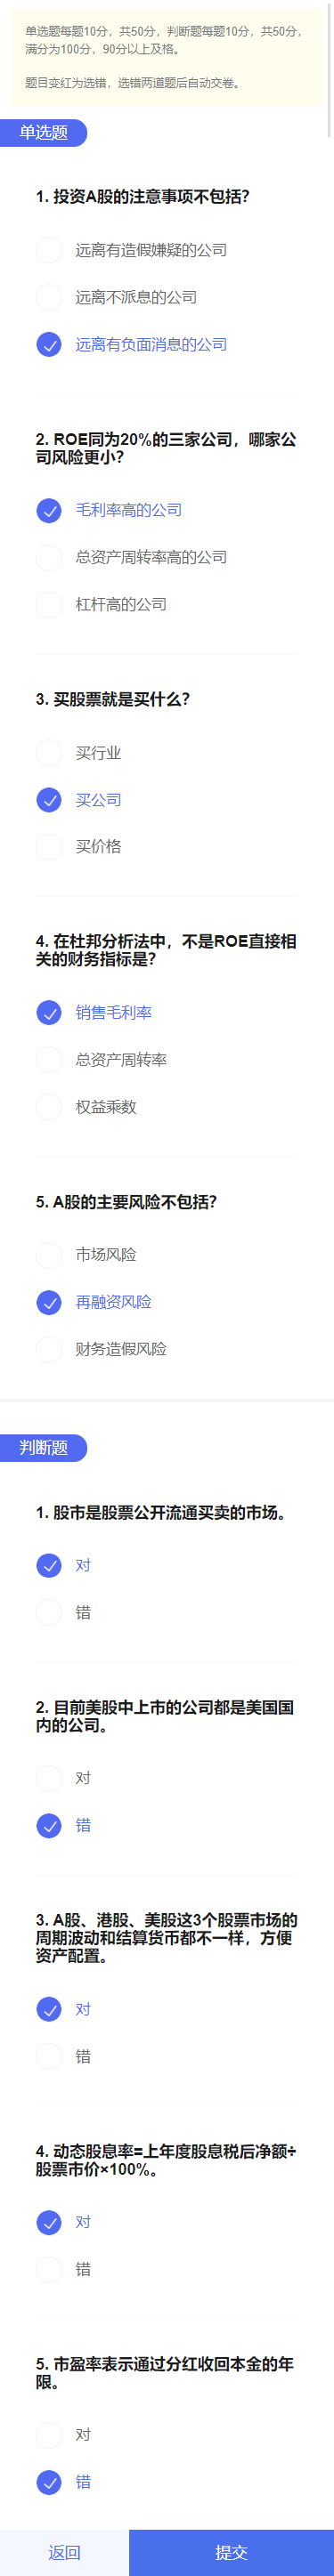 单选题每题10分，共50分，判断题每题10分，共50分，
满分为100分，90分以上及格。
题目变红为选错，选错两道题后自动交卷。
单选题
1. 投资A股的注意事项不包括?
远离有造假嫌疑的公司
远离不派息的公司
远离有负面消息的公司
2. ROE同为20%的三家公司，哪家公
司风险更小?
毛利率高的公司
总资产周转率高的公司
杠杆高的公司
3. 买股票就是买什么?
买行业
买公司
买价格
4. 在杜邦分析法中，不是ROE直接相
关的财务指标是?
销售毛利率
总资产周转率
权益乘数
5. A股的主要风险不包括?
市场风险
再融资风险
财务造假风险
判断题
1. 股市是股票公开流通买卖的市场。
对
错
2. 目前美股中上市的公司都是美国国
内的公司。
对
错
3. A股、港股、美股这3个股票市场的
周期波动和结算货币都不一样，方便
资产配置。
对
错
4. 动态股息率=上年度股息税后净额÷
股票市价×100%。
对
错
5. 市盈率表示通过分红收回本金的年
限。
对
错
返回
提交